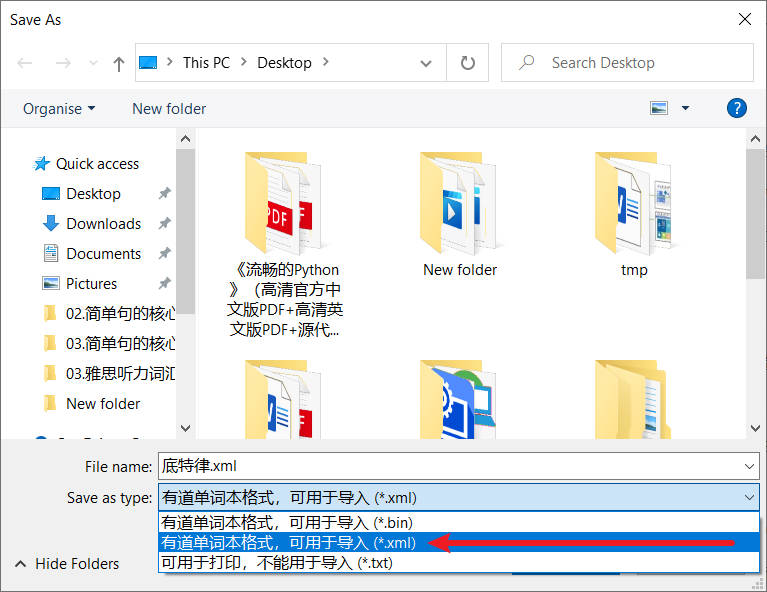 Save As
This PC
Desktop
Search Desktop
Organise
New folder
Quick access
Desktop
Downloads
Documents
Pictures
02.简单句的核心
03.简单句的核心
03.雅思听力词汇
New folder
PDF
《流畅的Python
》（高清官方中
文版PDF+高清英
文版PDF+源代...
New folder
tmp
File name:
底特律.xml
Save as type:
有道单词本格式，可用于导入 (*.xml)
有道单词本格式，可用于导入 (*.bin)
有道单词本格式，可用于导入 (*.xml)
可用于打印，不能用于导入 (*.txt)
Hide Folders